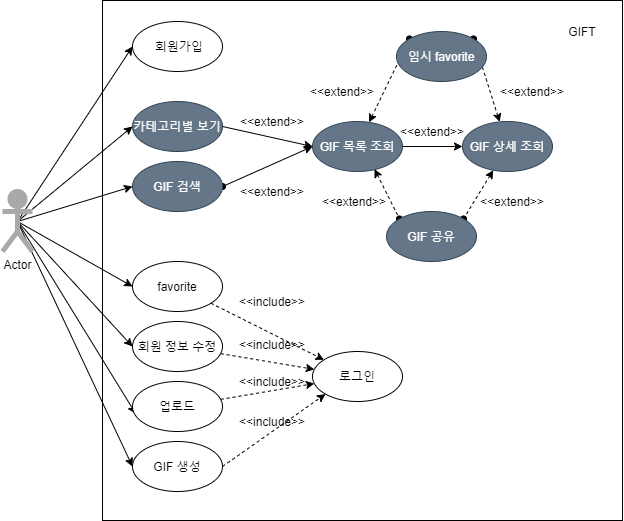 GIFT
회원가입
임시 favorite
<<extend>>
<<extend>>
카테고리별 보기
<<extend>>
GIF 목록 조회
<<extend>>
GIF 상세 조회
GIF 검색
<<extend>>
<<extend>>
<<extend>>
GIF 공유
Actor
favorite
<<include>>
회원 정보 수정
<<include>>
로그인
<<include>>
업로드
<<include>>
GIF 생성